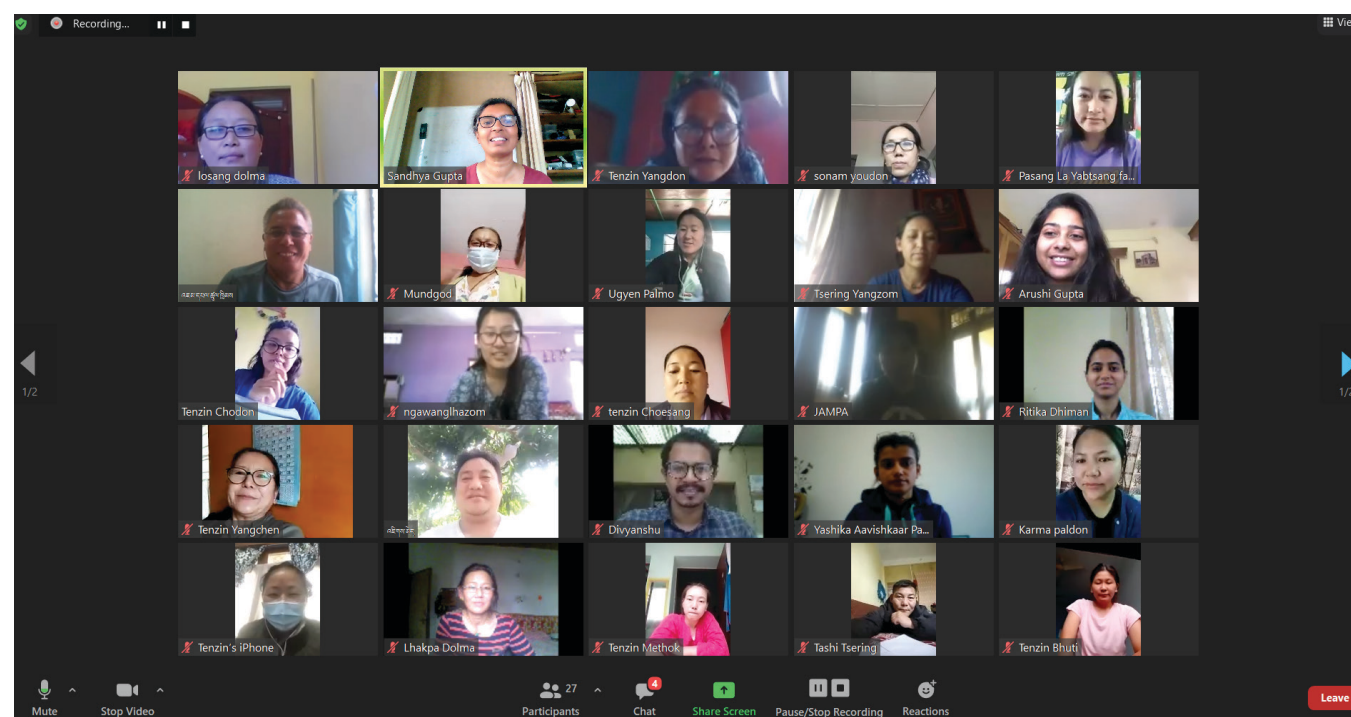 Recording...
Vie
losang dolma
Sandhya Gupta
Tenzin Yangdon
sonam youdon
Pasang La Yabtsang fa...
Mundgod
Ugyen Palmo
Tsering Yangzom
Arushi Gupta
Tenzin Chodon
ngawanglhazom
tenzin Choesang
JAMPA
Ritika Dhiman
1/2
1/2
Tenzin Yangchen
Divyanshu
Yashika Aavishkaar Pa...
Karma paldon
Tenzin's iPhone
Lhakpa Dolma
Tenzin Methok
Tashi Tsering
Tenzin Bhuti
27
4
Mute
Stop Video
Participants
Chat
Share Screen
Pause/Stop Recording
Reactions
Leave